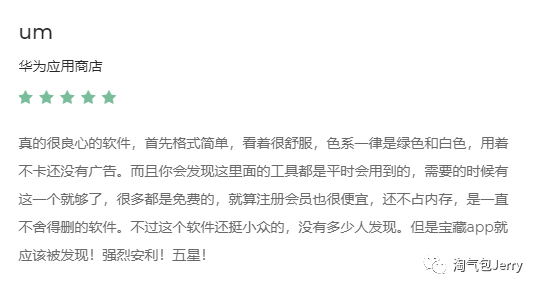 um
华为应用商店
真的很良心的软件，首先格式简单，看着很舒服，色系一律是绿色和白色，用着
不卡还没有广告。而且你会发现这里面的工具都是平时会用到的，需要的时候有
这一个就够了，很多都是免费的，就算注册会员也很便宜，还不占内存，是一直
不舍得删的软件。不过这个软件还挺小众的，没有多少人发现。但是宝藏app就
应该被发现！强烈安利！五星！
淘气包Jerry